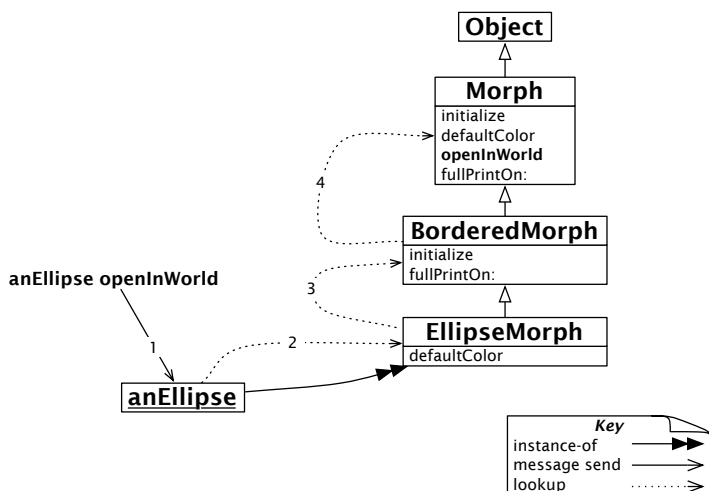 Object
Morph
initialize
defaultColor
openInWorld
fullPrintOn:
4
BorderedMorph
initialize
fullPrintOn:
anEllipse openInWorld
3
EllipseMorph
defaultColor
1
2
anEllipse
Key
instance-of
message send
lookup